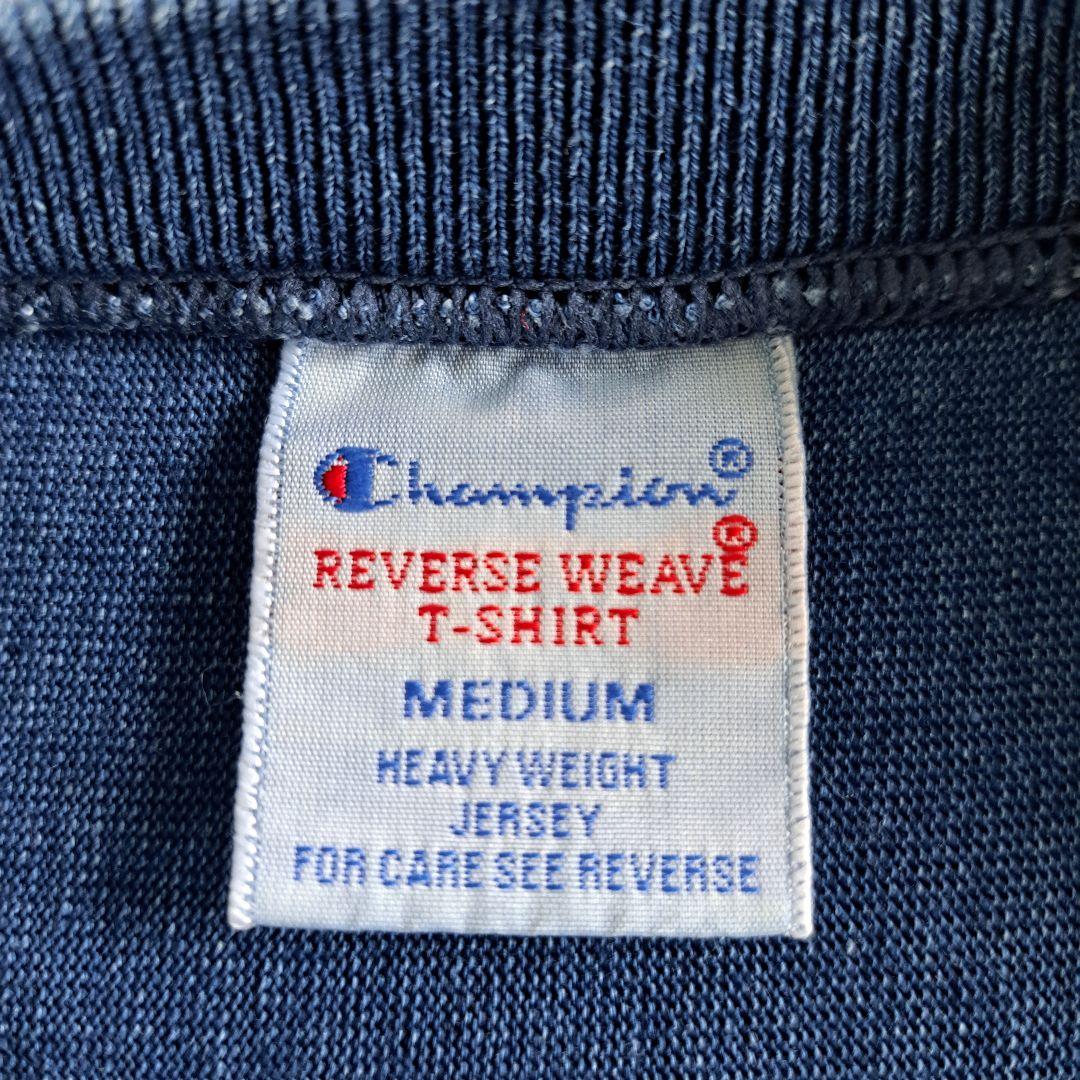 Champion®
REVERSE WEAVE®
T-SHIRT
MEDIUM
HEAVY WEIGHT
JERSEY
FOR CARE SEE REVERSE